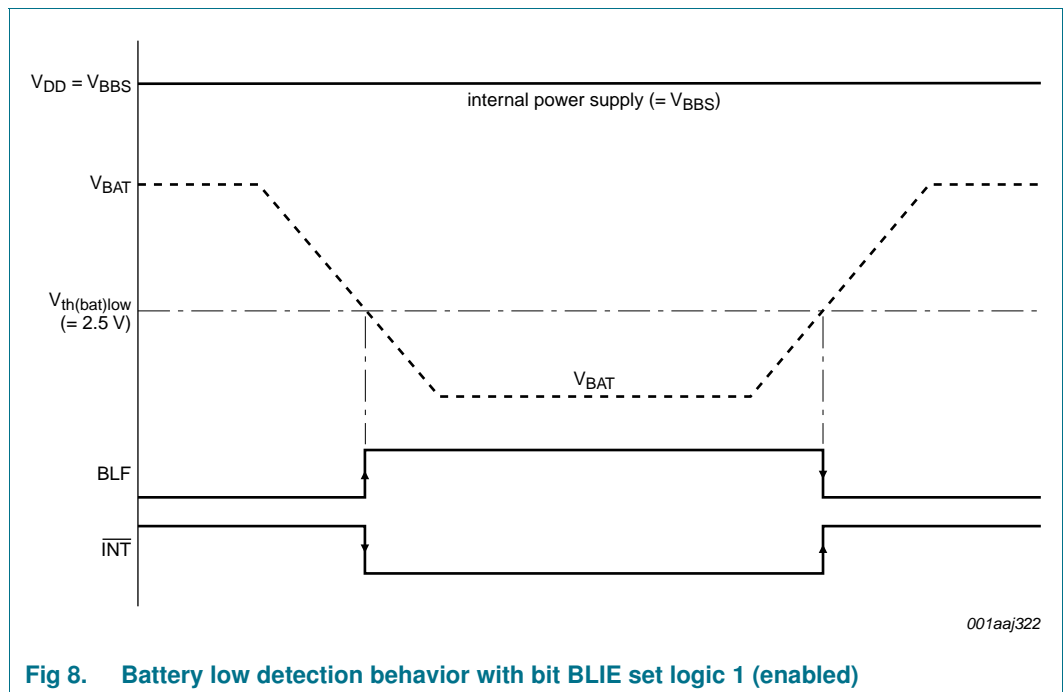 VDD = VBBS
internal power supply (= VBBS)
VBAT
Vth(bat)low
(= 2.5 V)
VBAT
BLF
INT
001aaj322
Fig 8. Battery low detection behavior with bit BLIE set logic 1 (enabled)